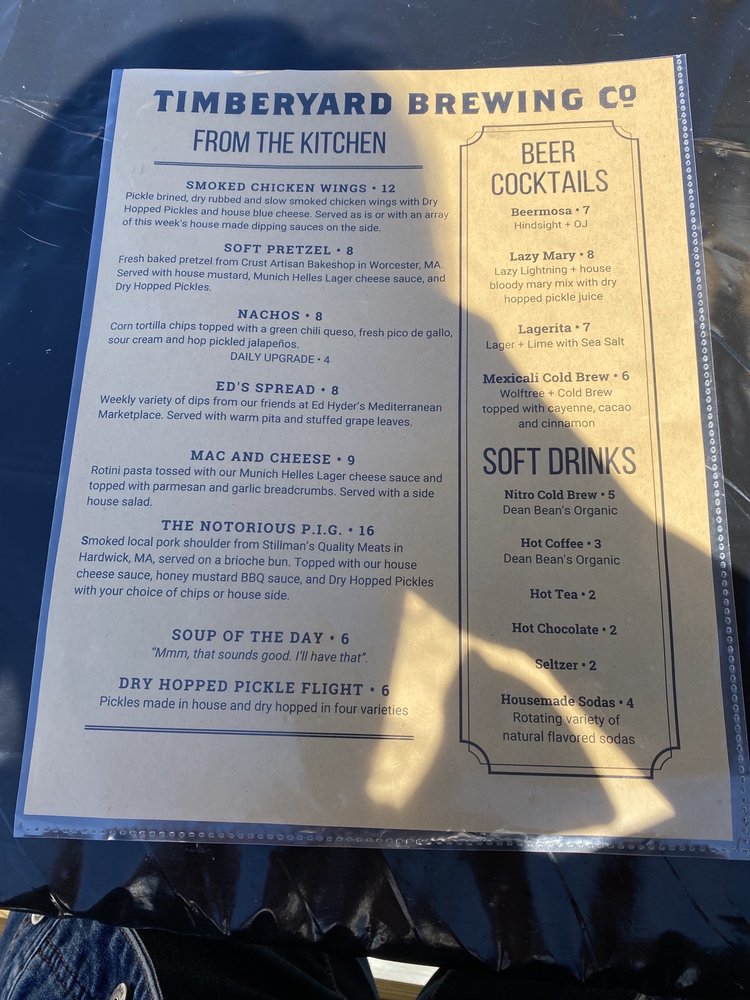 TIMBERYARD BREWING CO
FROM THE KITCHEN
SMOKED CHICKEN WINGS • 12
Pickle brined, dry rubbed and slow smoked chicken wings with Dry
Hopped Pickles and house blue cheese. Served as is or with an array
of this week's house made dipping sauces on the side.
SOFT PRETZEL • 8
Fresh baked pretzel from Crust Artisan Bakeshop in Worcester, MA.
Served with house mustard, Munich Helles Lager cheese sauce, and
Dry Hopped Pickles.
NACHOS • 8
Corn tortilla chips topped with a green chili queso, fresh pico de gallo,
sour cream and hop pickled jalapeños.
DAILY UPGRADE • 4
ED'S SPREAD • 8
Weekly variety of dips from our friends at Ed Hyder's Mediterranean
Marketplace. Served with warm pita and stuffed grape leaves.
MAC AND CHEESE • 9
Rotini pasta tossed with our Munich Helles Lager cheese sauce and
topped with parmesan and garlic breadcrumbs. Served with a side
house salad.
THE NOTORIOUS P.I.G. • 16
Smoked local pork shoulder from Stillman's Quality Meats in
Hardwick, MA, served on a brioche bun. Topped with our house
cheese sauce, honey mustard BBQ sauce, and Dry Hopped Pickles
with your choice of chips or house side.
SOUP OF THE DAY • 6
"Mmm, that sounds good. I'll have that".
DRY HOPPED PICKLE FLIGHT • 6
Pickles made in house and dry hopped in four varieties
BEER
COCKTAILS
Beermosa • 7
Hindsight + OJ
Lazy Mary • 8
Lazy Lightning + house
bloody mary mix with dry
hopped pickle juice
Lagerita • 7
Lager + Lime with Sea Salt
Mexicali Cold Brew • 6
Wolftree + Cold Brew
topped with cayenne, cacao
and cinnamon
SOFT DRINKS
Nitro Cold Brew • 5
Dean Bean's Organic
Hot Coffee • 3
Dean Bean's Organic
Hot Tea • 2
Hot Chocolate • 2
Seltzer • 2
Housemade Sodas • 4
Rotating variety of
natural flavored sodas